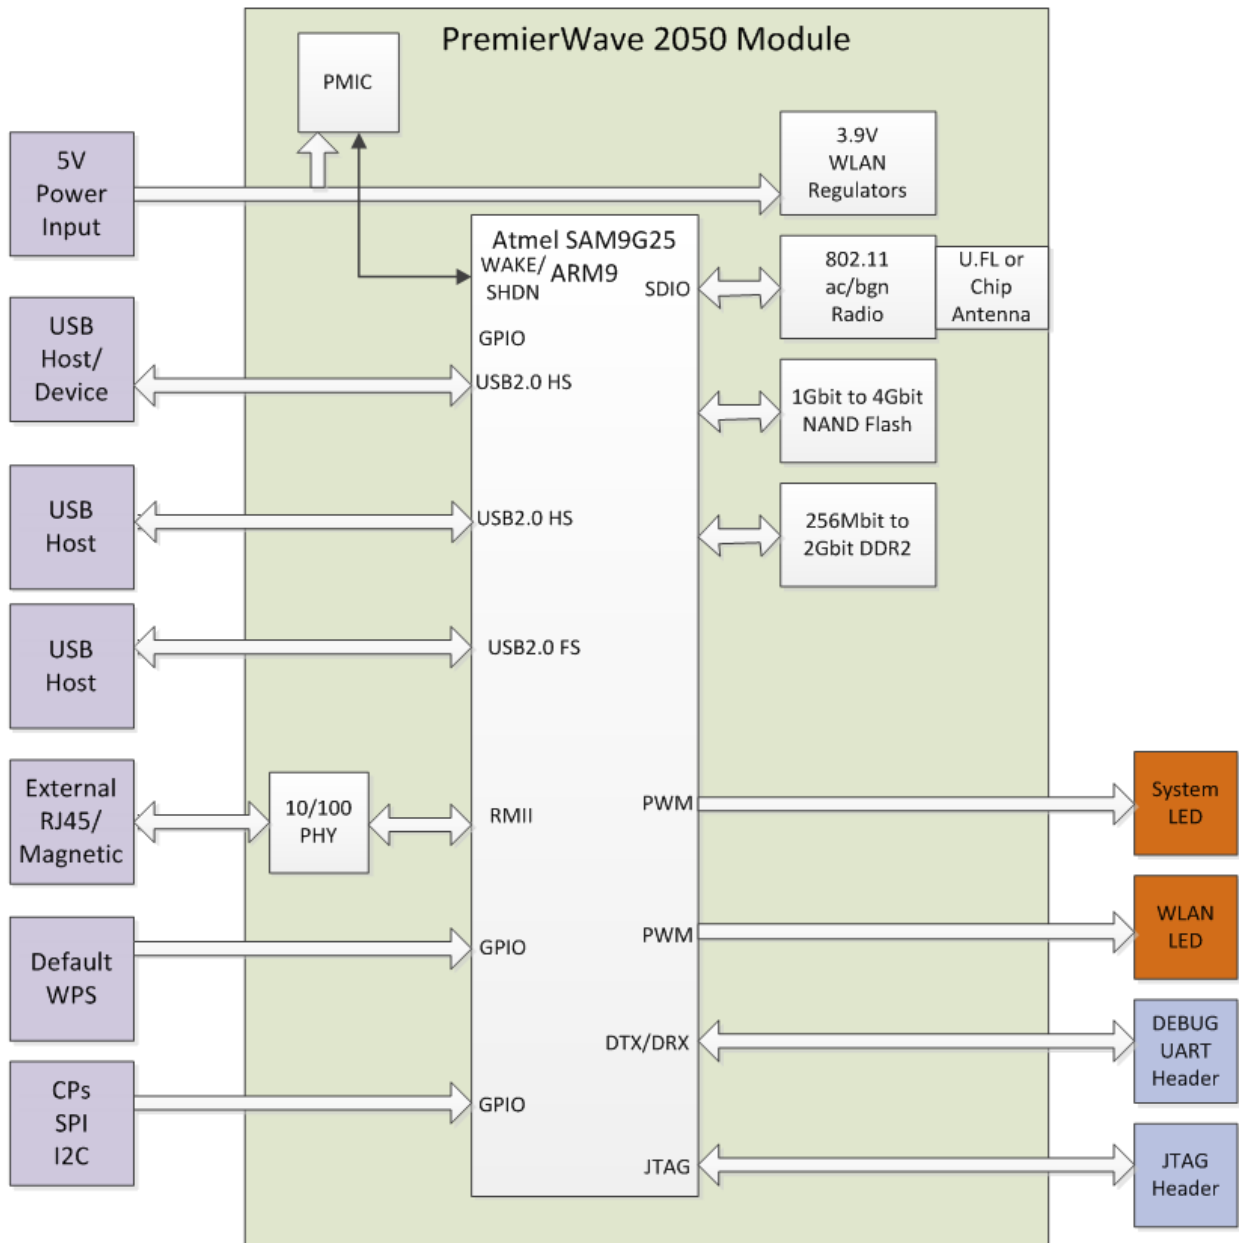 PremierWave 2050 Module
PMIC
5V
Power
Input
3.9V
WLAN
Regulators
Atmel SAM9G25
ARM9
WAKE/
SHDN
SDIO
802.11
ac/bgn
Radio
U.FL or
Chip
Antenna
USB
Host/
Device
GPIO
USB2.0 HS
1Gbit to 4Gbit
NAND Flash
USB
Host
USB2.0 HS
256Mbit to
2Gbit DDR2
USB
Host
USB2.0 FS
External
RJ45/
Magnetic
10/100
PHY
RMII
PWM
System
LED
Default
WPS
GPIO
PWM
WLAN
LED
DTX/DRX
DEBUG
UART
Header
CPs
SPI
I2C
GPIO
JTAG
JTAG
Header